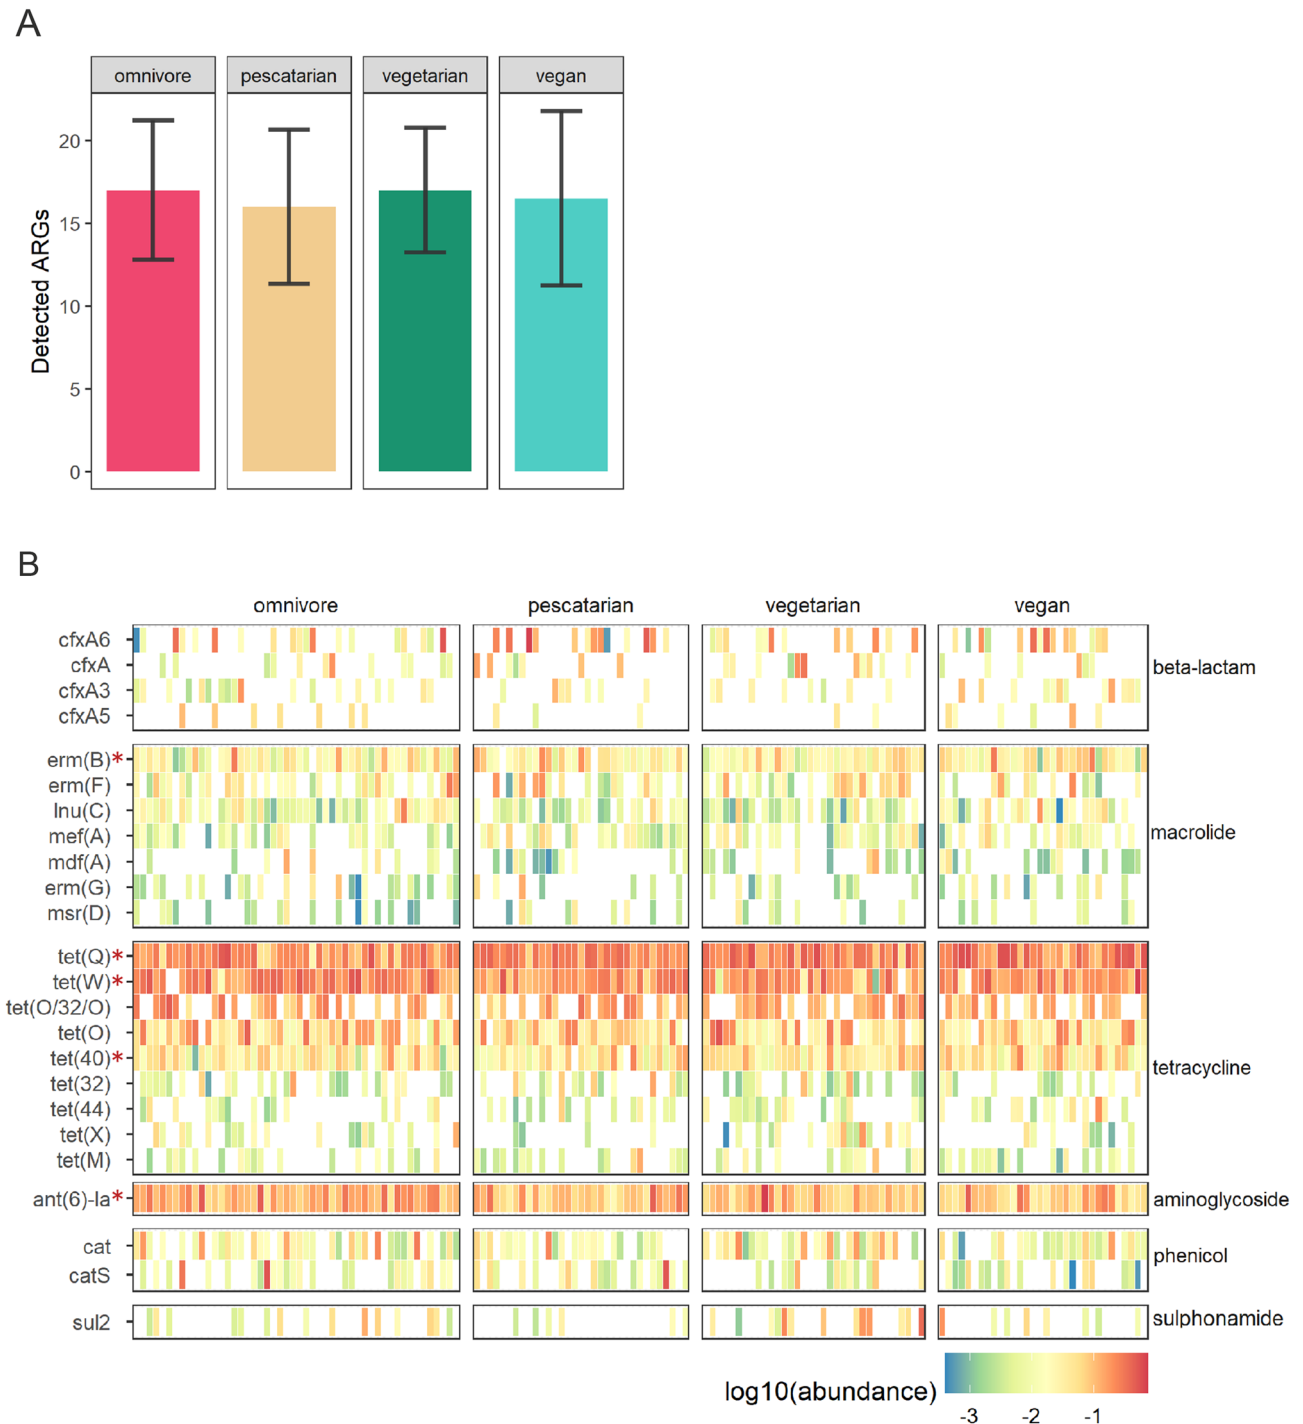 A
omnivore pescatarian vegetarian vegan
Detected ARGs
20
15
10
5
0
B
omnivore pescatarian vegetarian vegan
cfxA6
cfxA
cfxA3
cfxA5
beta-lactam
erm(B)*
erm(F)
lnu(C)
mef(A)
mdf(A)
erm(G)
msr(D)
macrolide
tet(Q)*
tet(W)*
tet(O/32/O)
tet(O)
tet(40)*
tet(32)
tet(44)
tet(X)
tet(M)
tetracycline
ant(6)-Ia*
aminoglycoside
cat
catS
phenicol
sul2
sulphonamide
log10(abundance)
-3 -2 -1